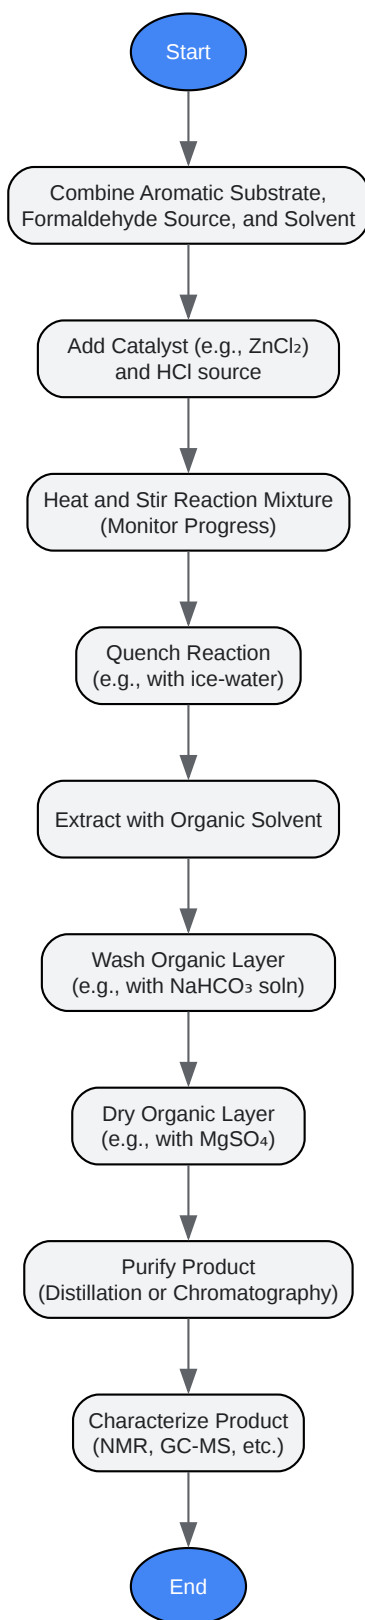 Start
Combine Aromatic Substrate,
Formaldehyde Source, and Solvent
Add Catalyst (e.g., ZnCl₂)
and HCl source
Heat and Stir Reaction Mixture
(Monitor Progress)
Quench Reaction
(e.g., with ice-water)
Extract with Organic Solvent
Wash Organic Layer
(e.g., with NaHCO₃ soln)
Dry Organic Layer
(e.g., with MgSO₄)
Purify Product
(Distillation or Chromatography)
Characterize Product
(NMR, GC-MS, etc.)
End